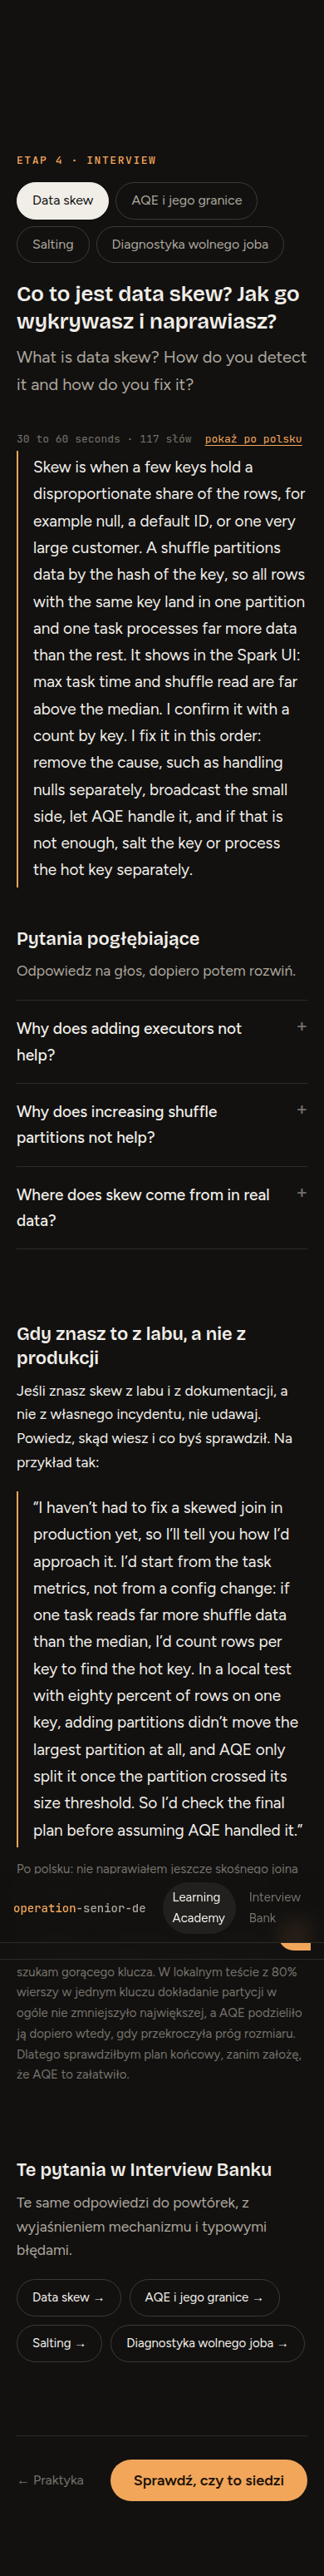 ETAP 4 · INTERVIEW
Data skew
AQE i jego granice
Salting
Diagnostyka wolnego joba
Co to jest data skew? Jak go
wykrywasz i naprawiasz?
What is data skew? How do you detect
it and how do you fix it?
30 to 60 seconds · 117 słów pokaż po polsku
Skew is when a few keys hold a
disproportionate share of the rows, for
example null, a default ID, or one very
large customer. A shuffle partitions
data by the hash of the key, so all rows
with the same key land in one partition
and one task processes far more data
than the rest. It shows in the Spark UI:
max task time and shuffle read are far
above the median. I confirm it with a
count by key. I fix it in this order:
remove the cause, such as handling
nulls separately, broadcast the small
side, let AQE handle it, and if that is
not enough, salt the key or process
the hot key separately.
Pytania pogłębiające
Odpowiedz na głos, dopiero potem rozwiń.
Why does adding executors not
help?
+
Why does increasing shuffle
partitions not help?
+
Where does skew come from in real
data?
+
Gdy znasz to z labu, a nie z
produkcji
Jeśli znasz skew z labu i z dokumentacji, a
nie z własnego incydentu, nie udawaj.
Powiedz, skąd wiesz i co byś sprawdził. Na
przykład tak:
“I haven’t had to fix a skewed join in
production yet, so I’ll tell you how I’d
approach it. I’d start from the task
metrics, not from a config change: if
one task reads far more shuffle data
than the median, I’d count rows per
key to find the hot key. In a local test
with eighty percent of rows on one
key, adding partitions didn’t move the
largest partition at all, and AQE only
split it once the partition crossed its
size threshold. So I’d check the final
plan before assuming AQE handled it.”
Po polsku: nie naprawiałem jeszcze skośnego joina
operation-senior-de
Learning
Academy
Interview
Bank
szukam gorącego klucza. W lokalnym teście z 80%
wierszy w jednym kluczu dokładanie partycji w
ogóle nie zmniejszyło największej, a AQE podzieliło
ją dopiero wtedy, gdy przekroczyła próg rozmiaru.
Dlatego sprawdziłbym plan końcowy, zanim założę,
że AQE to załatwiło.
Te pytania w Interview Banku
Te same odpowiedzi do powtórek, z
wyjaśnieniem mechanizmu i typowymi
błędami.
Data skew →
AQE i jego granice →
Salting →
Diagnostyka wolnego joba →
← Praktyka
Sprawdź, czy to siedzi